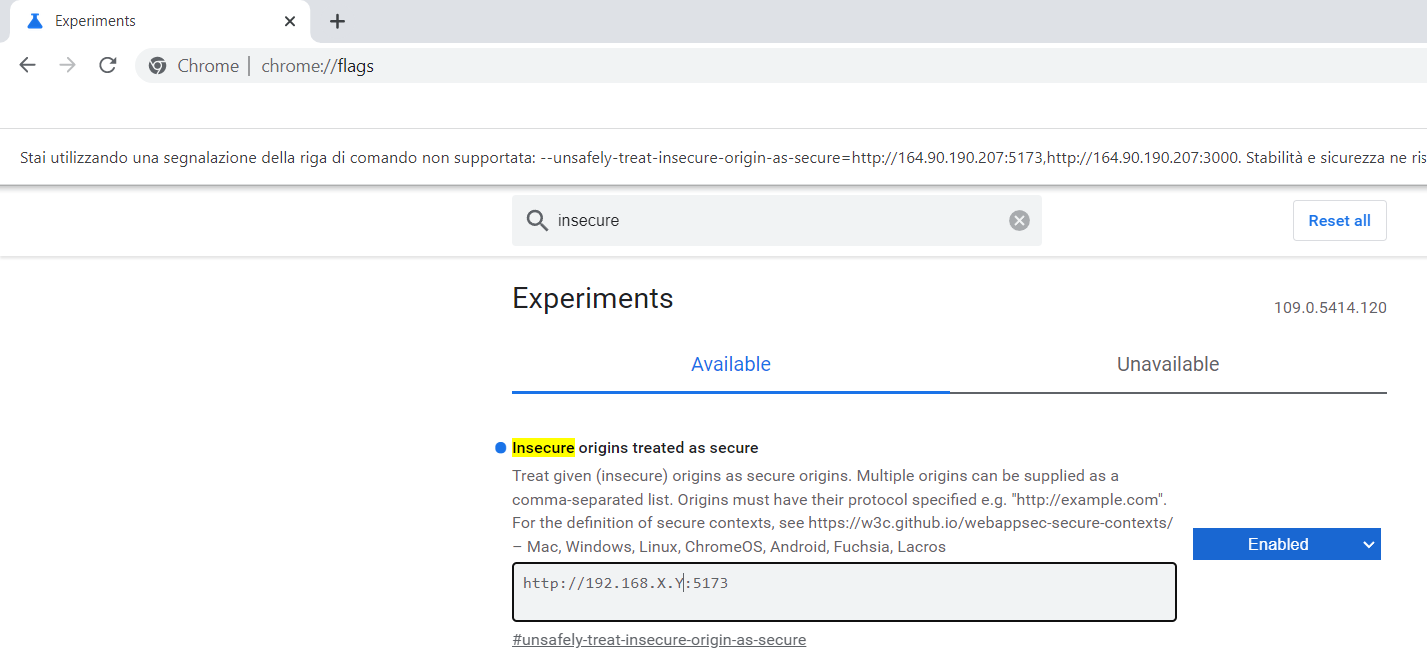 Experiments
Chrome | chrome://flags
Stai utilizzando una segnalazione della riga di comando non supportata: --unsafely-treat-insecure-origin-as-secure=http://164.90.190.207:5173,http://164.90.190.207:3000. Stabilità e sicurezza ne ris
insecure
Reset all
Experiments
109.0.5414.120
Available
Unavailable
Insecure origins treated as secure
Treat given (insecure) origins as secure origins. Multiple origins can be supplied as a
comma-separated list. Origins must have their protocol specified e.g. "http://example.com".
For the definition of secure contexts, see https://w3c.github.io/webappsec-secure-contexts/
– Mac, Windows, Linux, ChromeOS, Android, Fuchsia, Lacros
Enabled
http://192.168.X.Y:5173
#unsafely-treat-insecure-origin-as-secure